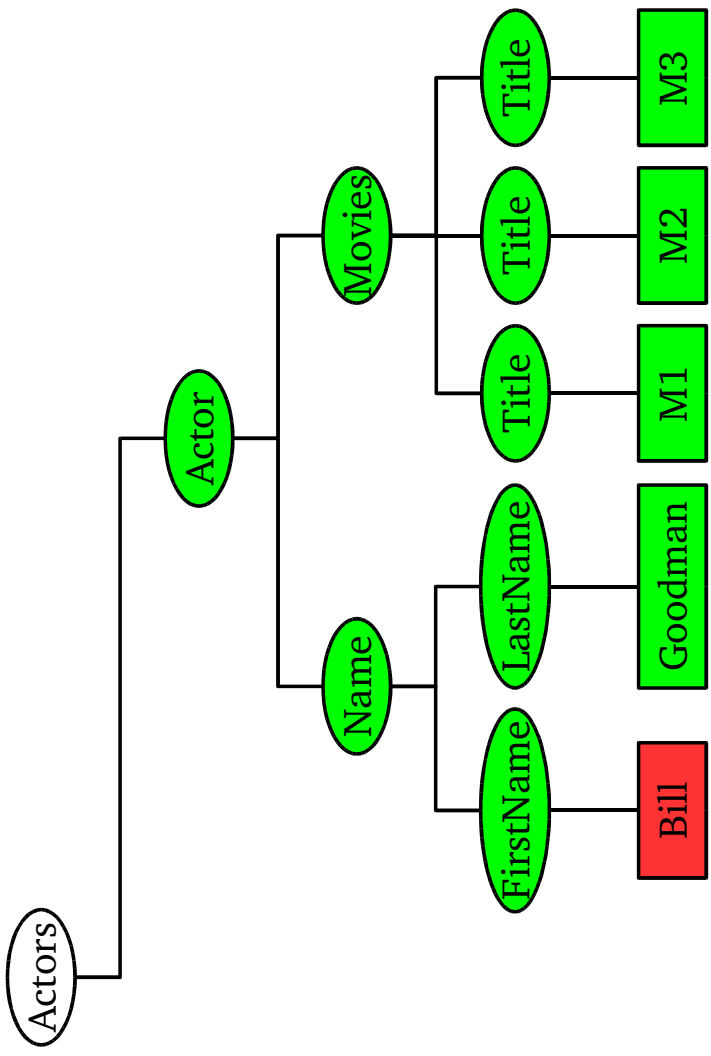 Actors
Actor
Name
Movies
FirstName
LastName
Title
Title
Title
Bill
Goodman
M1
M2
M3